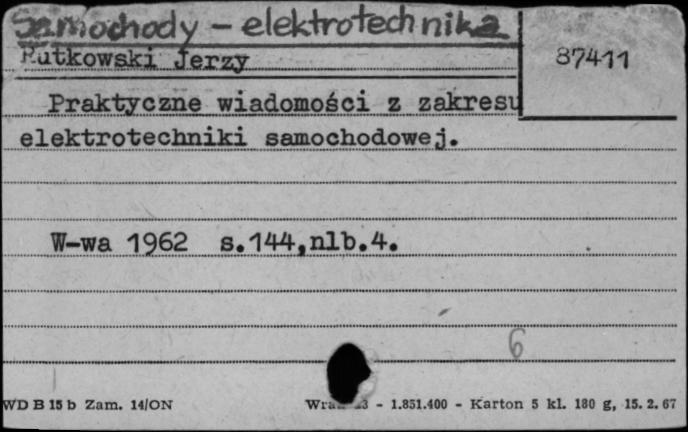 Samochody - elektrotechnika
Rutkowski Jerzy
87411
Praktyczne wiadomości z zakresu
elektrotechniki samochodowej.
W-wa 1962 s.144,nlb.4.
6
WD B 15 b Zam. 14/ON - 1.851.400 - Karton 5 kl. 180 g, 15. 2. 67